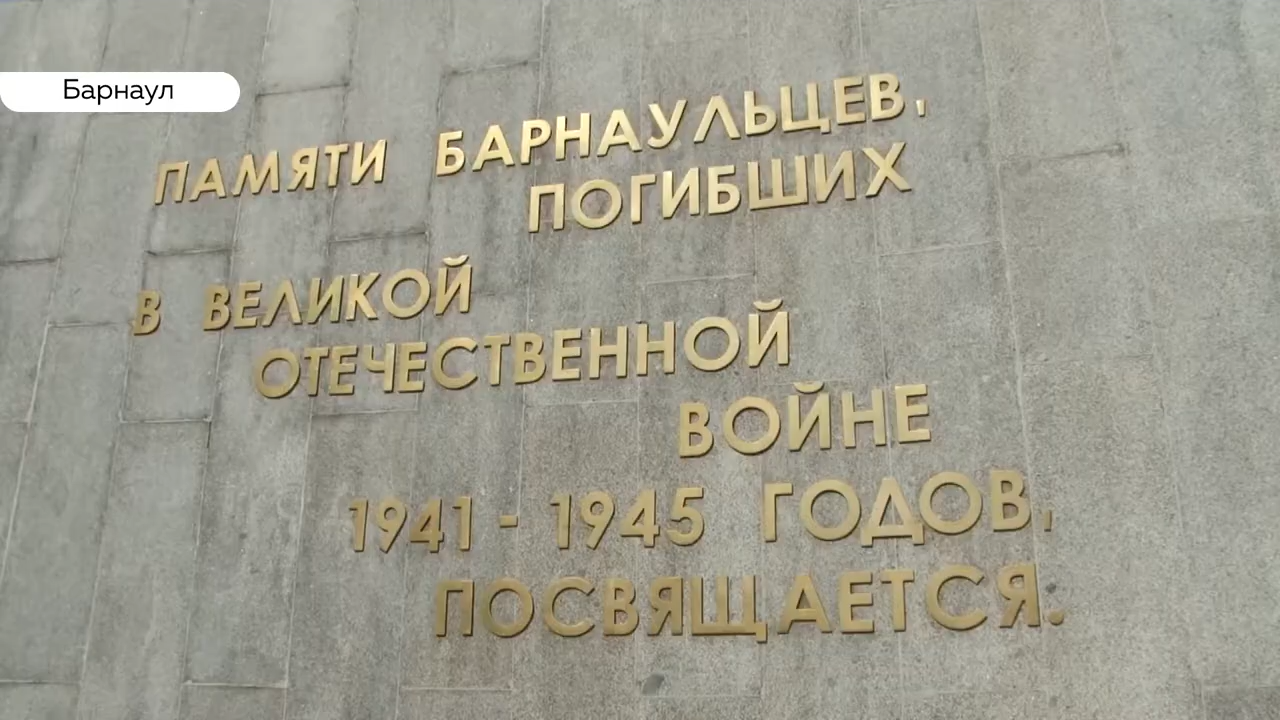 Барнаул
ПАМЯТИ БАРНАУЛЬЦЕВ,
ПОГИБШИХ
В ВЕЛИКОЙ
ОТЕЧЕСТВЕННОЙ
ВОЙНЕ
1941 - 1945 ГОДОВ,
ПОСВЯЩАЕТСЯ.